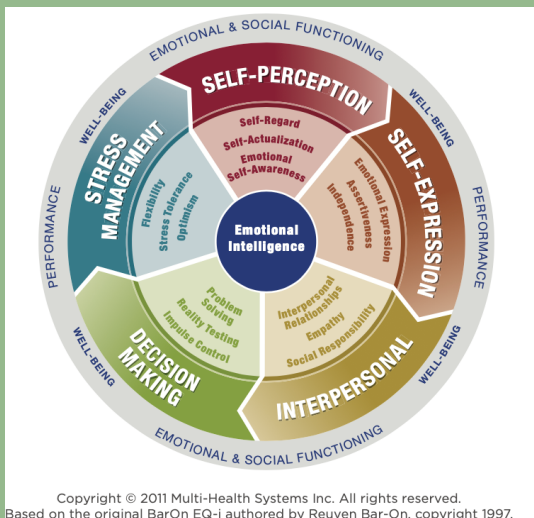 EMOTIONAL & SOCIAL FUNCTIONING
WELL-BEING
PERFORMANCE
WELL-BEING
PERFORMANCE
WELL-BEING
WELL-BEING
EMOTIONAL & SOCIAL FUNCTIONING
SELF-PERCEPTION
Self-Regard
Self-Actualization
Emotional
Self-Awareness
SELF-EXPRESSION
Emotional Expression
Assertiveness
Independence
INTERPERSONAL
Interpersonal
Relationships
Empathy
Social Responsibility
DECISION
MAKING
Problem
Solving
Reality Testing
Impulse Control
STRESS
MANAGEMENT
Flexibility
Stress Tolerance
Optimism
Emotional
Intelligence
Copyright © 2011 Multi-Health Systems Inc. All rights reserved.
Based on the original BarOn EQ-i authored by Reuven Bar-On, copyright 1997.